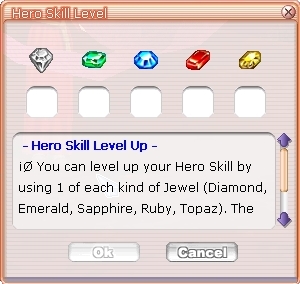 Hero Skill Level
- Hero Skill Level Up -
iØ You can level up your Hero Skill by
using 1 of each kind of Jewel (Diamond,
Emerald, Sapphire, Ruby, Topaz). The
Ok
Cancel